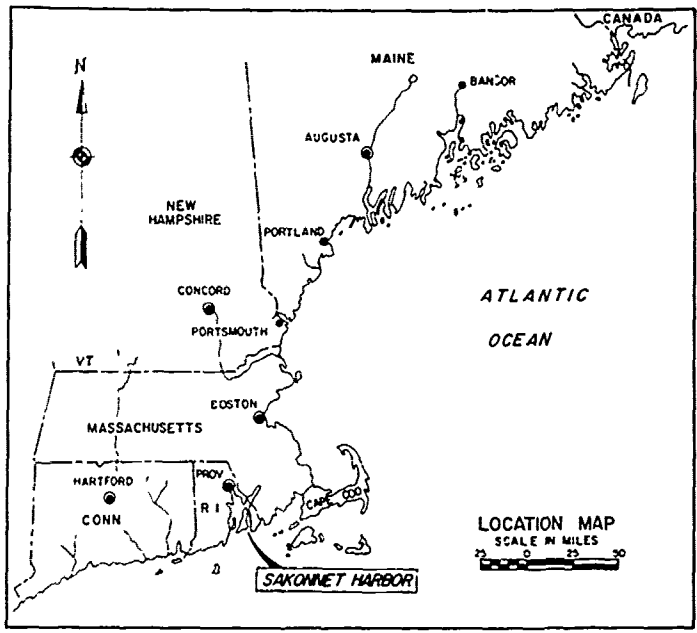 CANADA
N
MAINE
BANGOR
AUGUSTA
NEW
HAMPSHIRE
PORTLAND
CONCORD
ATLANTIC
PORTSMOUTH
OCEAN
VT
BOSTON
MASSACHUSETTS
HARTFORD
PROV
CAPE COD
R I
CONN
LOCATION MAP
SCALE IN MILES
25 0 25 50
SAKONNET HARBOR